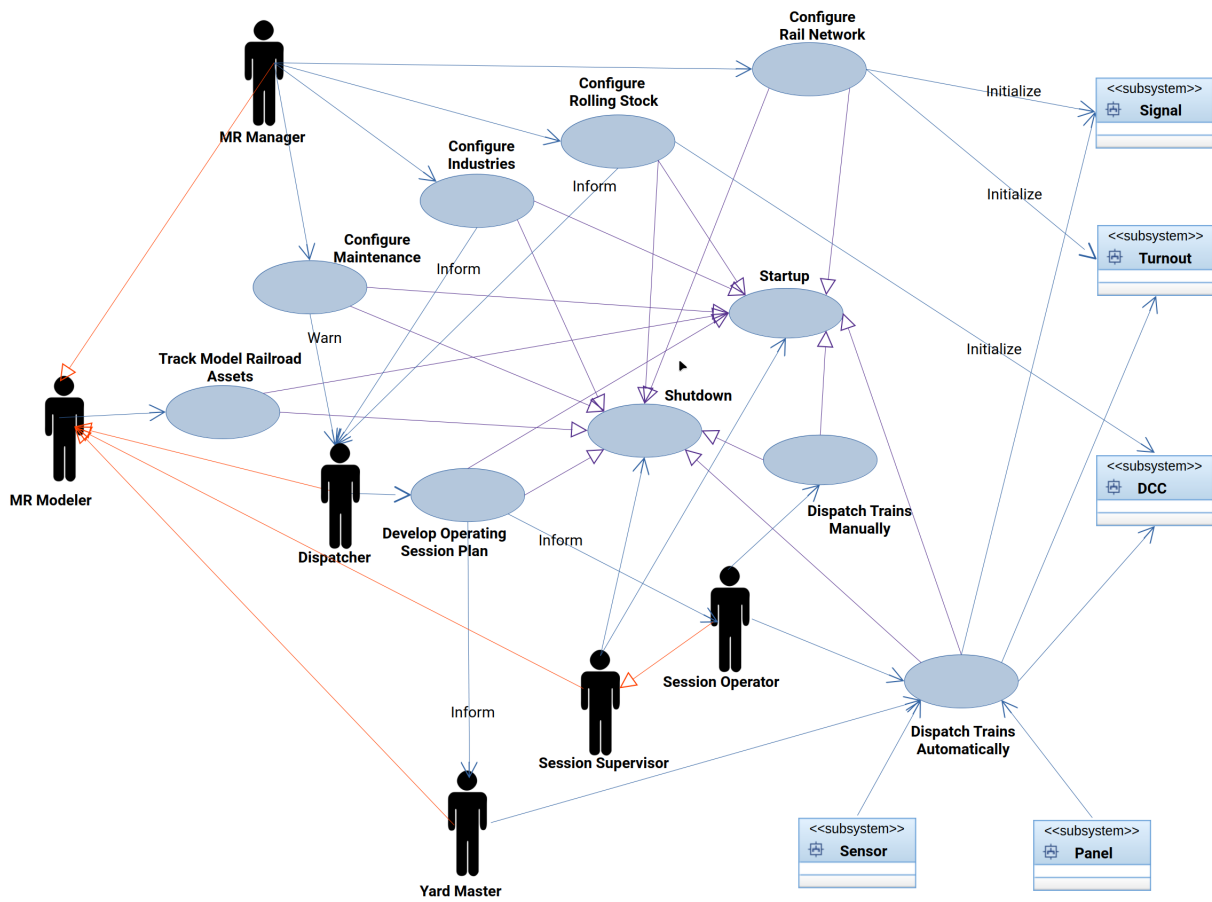 Configure
Rail Network
MR Manager
Configure
Rolling Stock
Initialize
<<subsystem>>
Signal
Configure
Industries
Inform
Initialize
Configure
Maintenance
Inform
Startup
<<subsystem>>
Turnout
Warn
Track Model Railroad
Assets
Initialize
Shutdown
MR Modeler
Dispatcher
Develop Operating
Session Plan
Inform
Dispatch Trains
Manually
<<subsystem>>
DCC
Session Operator
Inform
Session Supervisor
Dispatch Trains
Automatically
Yard Master
<<subsystem>>
Sensor
<<subsystem>>
Panel